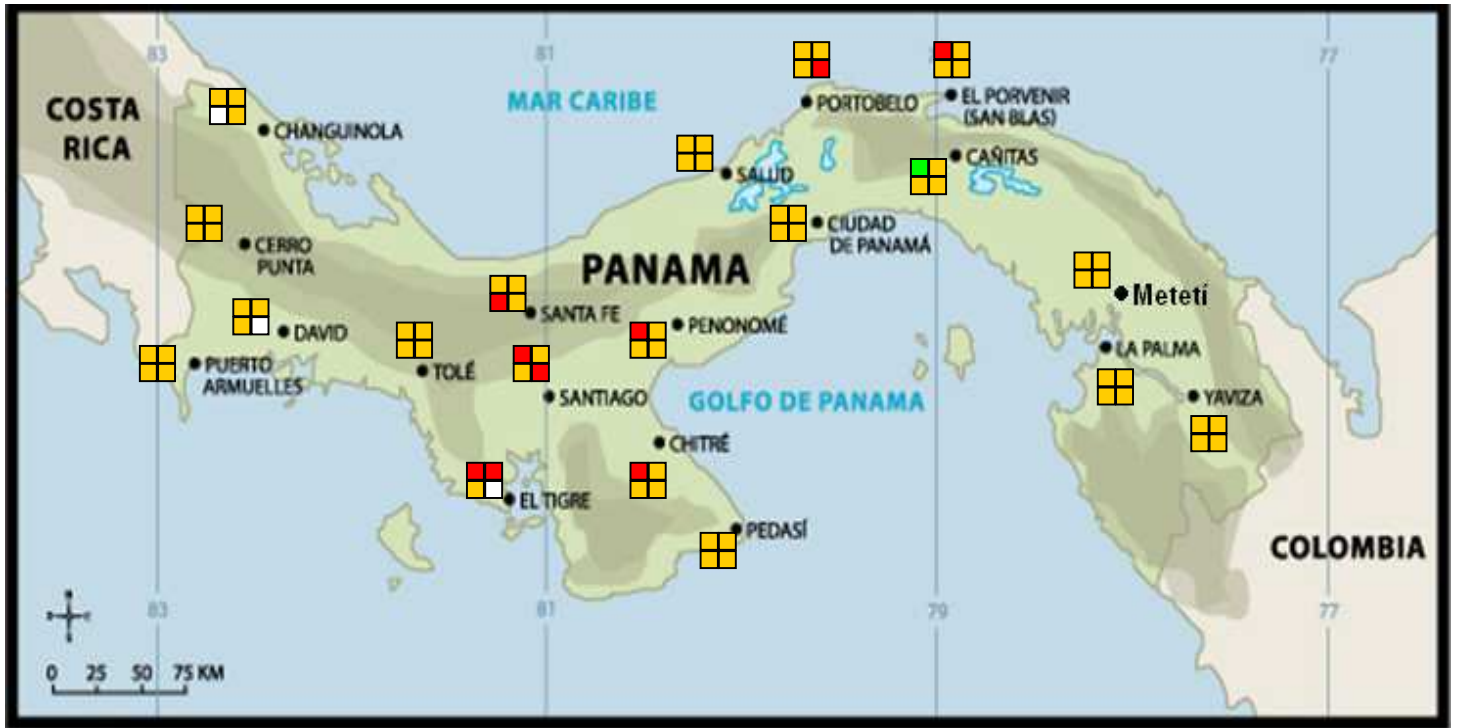 83
81
77
COSTA
RICA
MAR CARIBE
CHANGUINOLA
PORTOBELO
EL PORVENIR
(SAN BLAS)
SALUD
CAÑITAS
CERRO
PUNTA
CIUDAD
DE PANAMÁ
PANAMA
Metetí
SANTA FE
PENONOMÉ
DAVID
LA PALMA
PUERTO
ARMUELLES
TOLÉ
SANTIAGO
GOLFO DE PANAMA
YAVIZA
CHITRÉ
EL TIGRE
PEDASÍ
COLOMBIA
83
81
79
77
0 25 50 75 KM